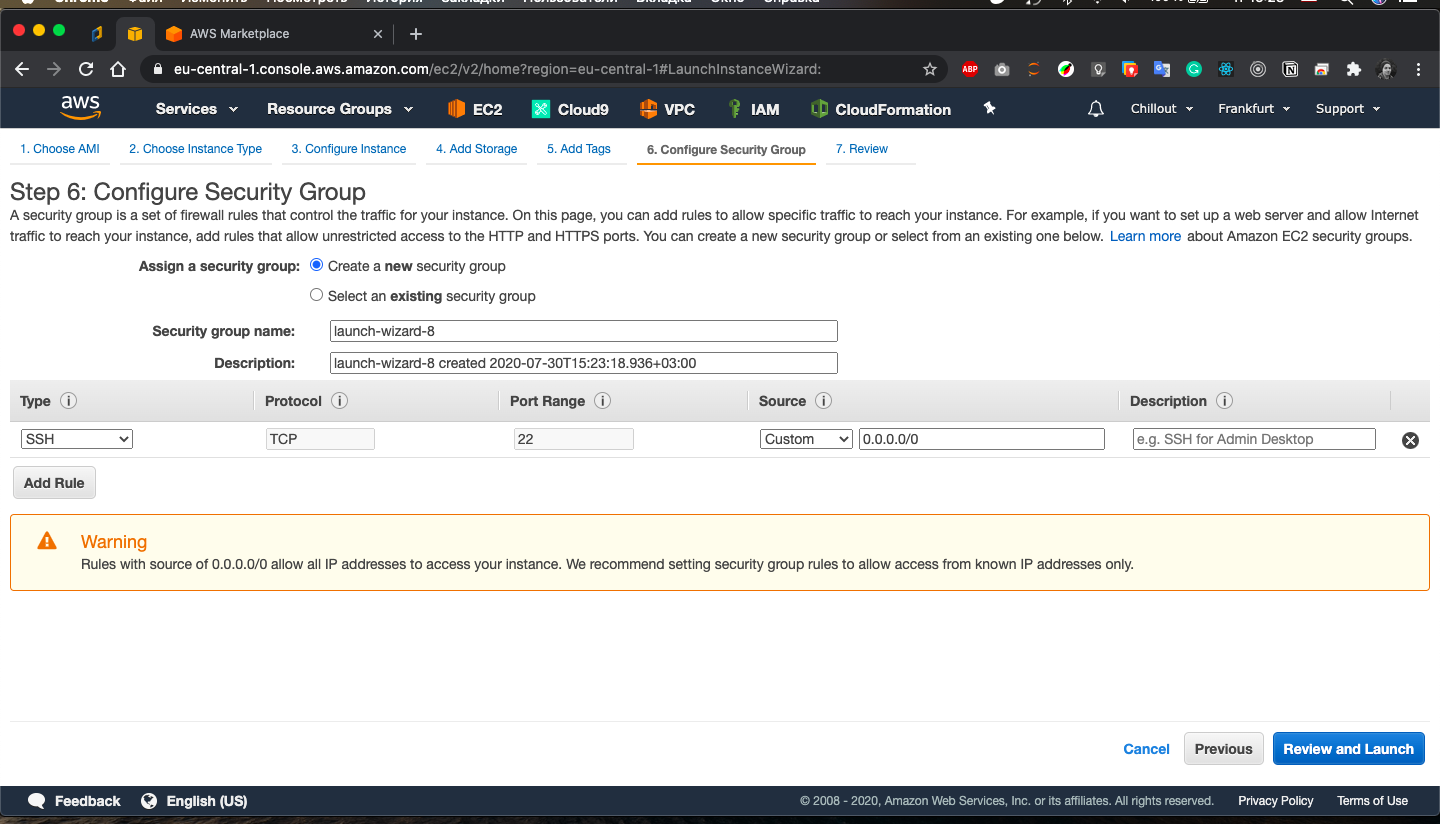 Chrome Файл Изменить Посмотреть История Закладки Пользователи Вкладка Окно Справка
AWS Marketplace
eu-central-1.console.aws.amazon.com/ec2/v2/home?region=eu-central-1#LaunchInstanceWizard:
ABP
aws Services Resource Groups EC2 Cloud9 VPC IAM CloudFormation Chillout Frankfurt Support
1. Choose AMI 2. Choose Instance Type 3. Configure Instance 4. Add Storage 5. Add Tags 6. Configure Security Group 7. Review
Step 6: Configure Security Group
A security group is a set of firewall rules that control the traffic for your instance. On this page, you can add rules to allow specific traffic to reach your instance. For example, if you want to set up a web server and allow Internet
traffic to reach your instance, add rules that allow unrestricted access to the HTTP and HTTPS ports. You can create a new security group or select from an existing one below. Learn more about Amazon EC2 security groups.
Assign a security group: Create a new security group
Select an existing security group
Security group name: launch-wizard-8
Description: launch-wizard-8 created 2020-07-30T15:23:18.936+03:00
Type Protocol Port Range Source Description
SSH TCP 22 Custom 0.0.0.0/0 e.g. SSH for Admin Desktop
Add Rule
Warning
Rules with source of 0.0.0.0/0 allow all IP addresses to access your instance. We recommend setting security group rules to allow access from known IP addresses only.
Cancel Previous Review and Launch
Feedback English (US) © 2008 - 2020, Amazon Web Services, Inc. or its affiliates. All rights reserved. Privacy Policy Terms of Use